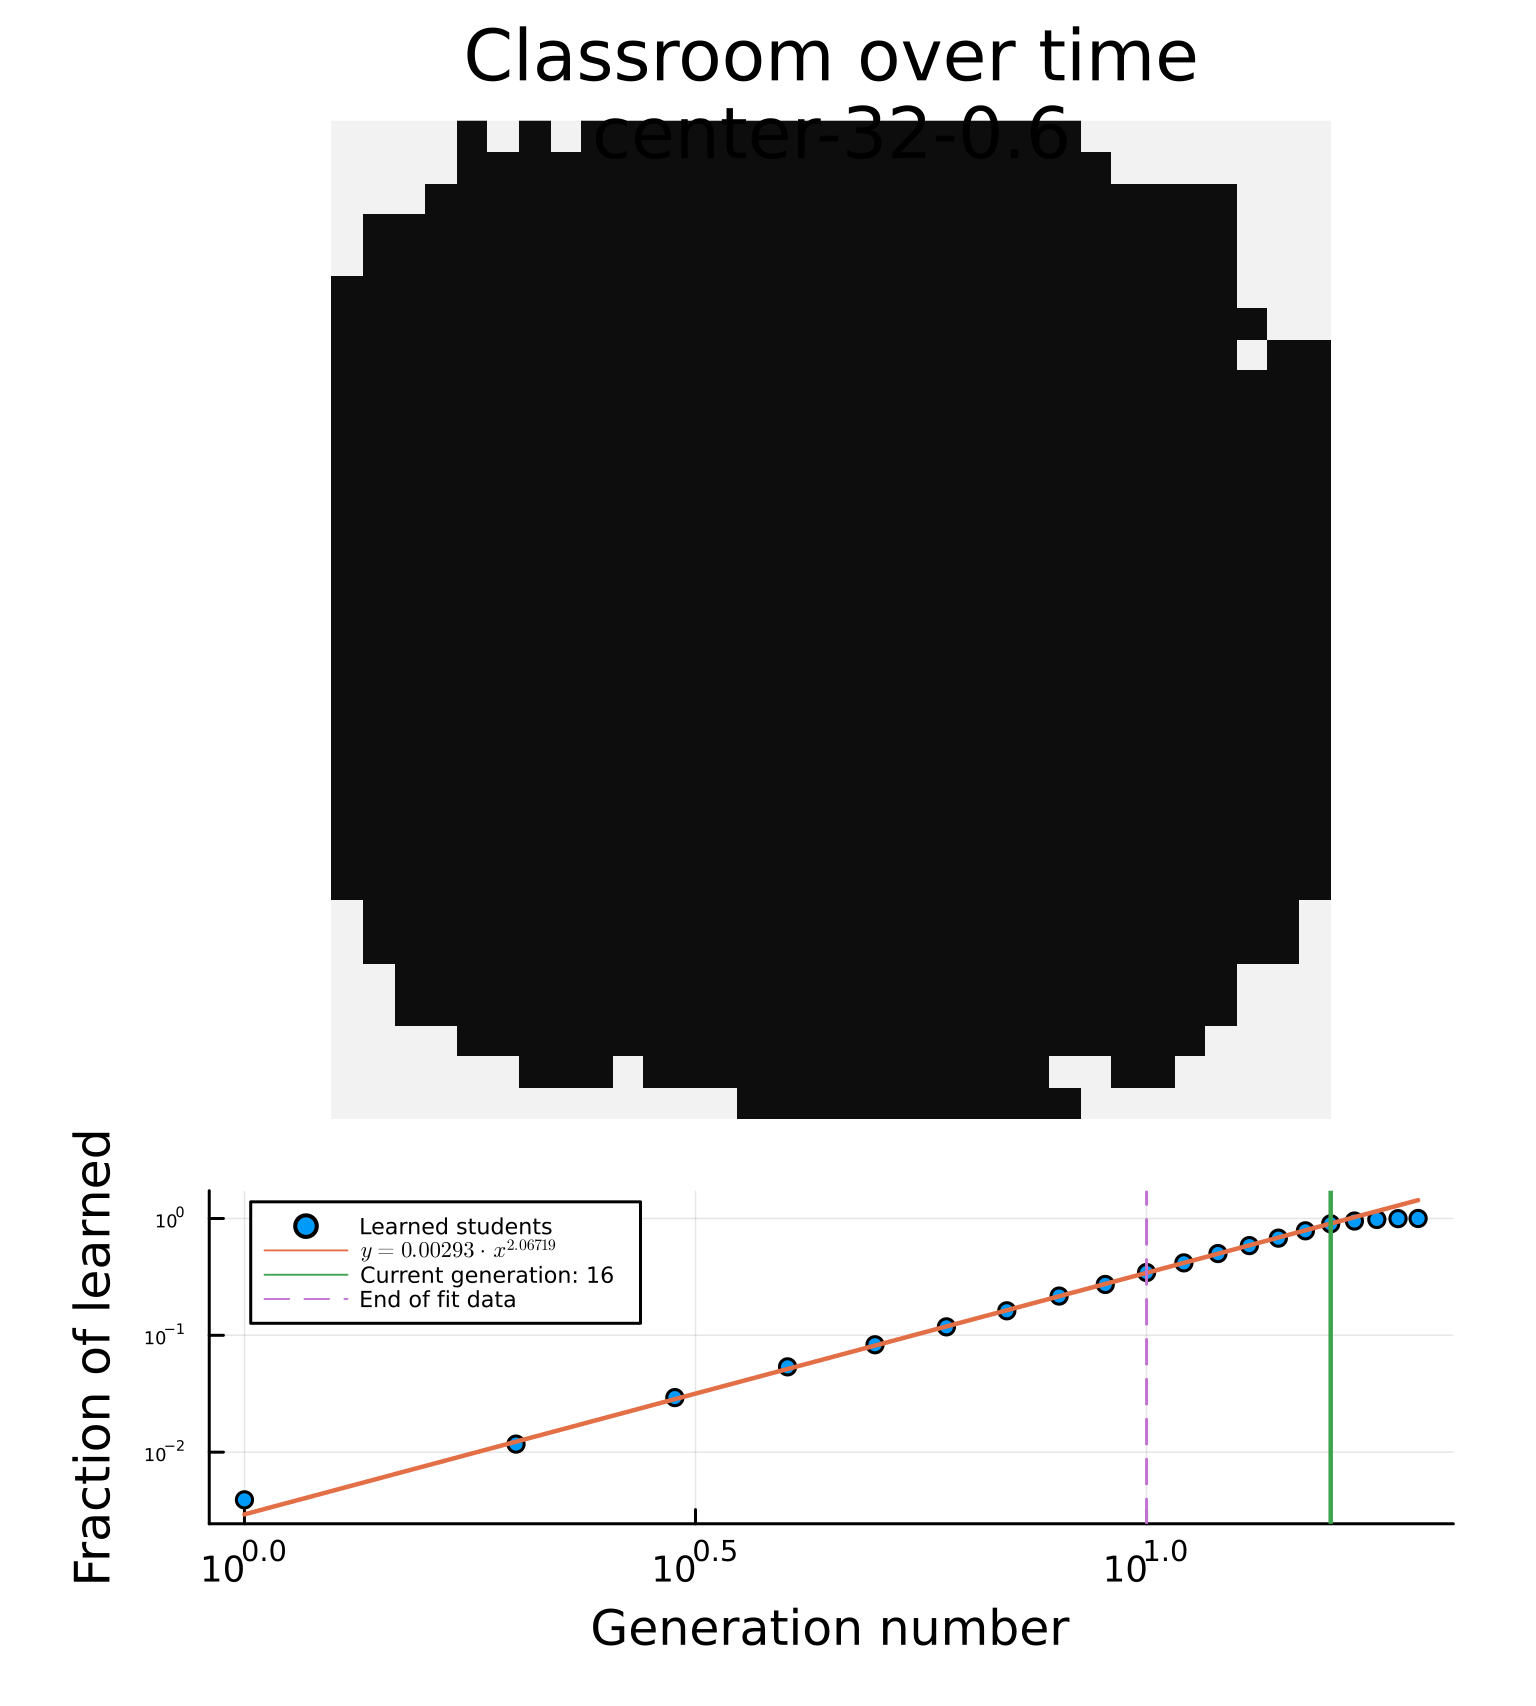 Classroom over time
center-32-0.6
Fraction of learned
10⁰
10⁻¹
10⁻²
Learned students
y = 0.00293 · x^2.06719
Current generation: 16
End of fit data
10^0.0
10^0.5
10^1.0
Generation number